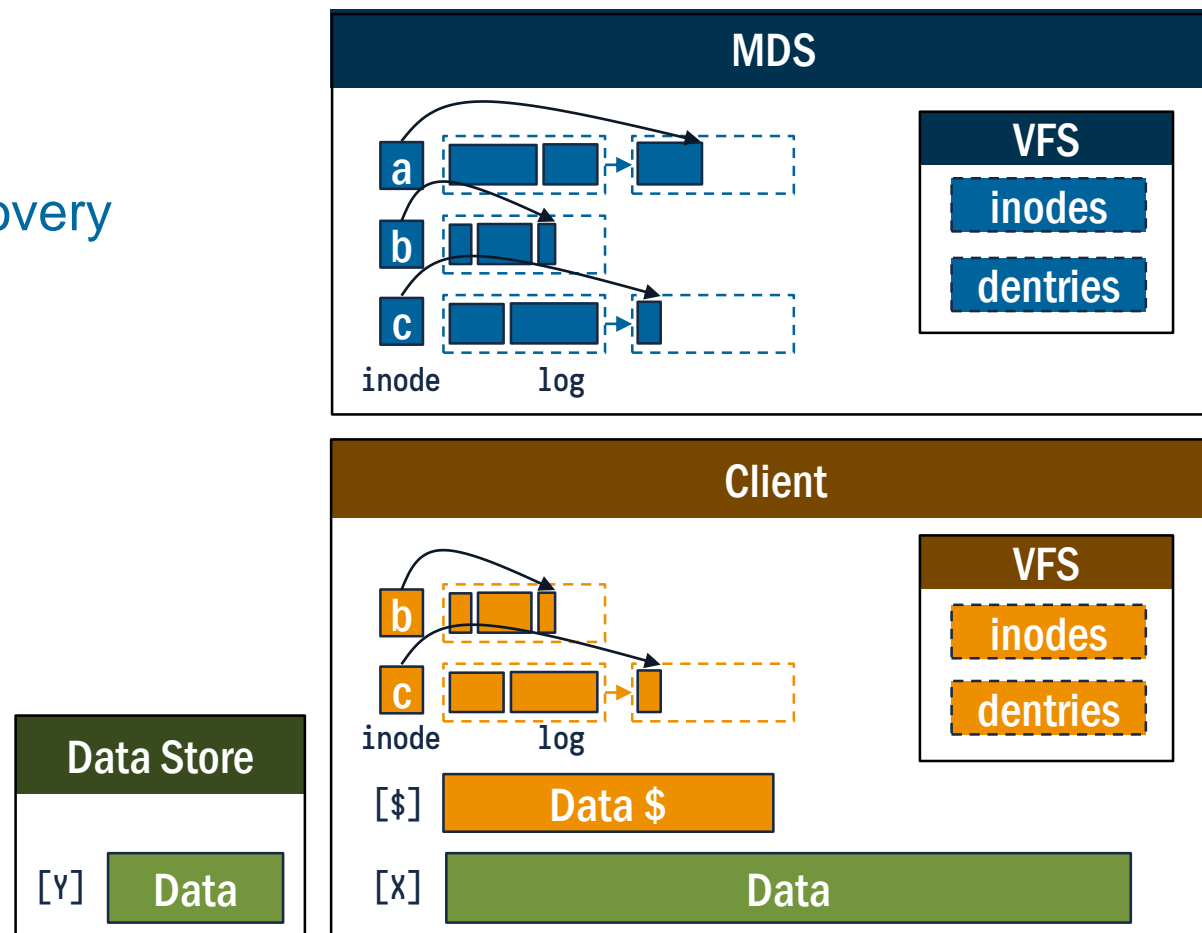 overy
MDS
a
b
c
inode log
VFS
inodes
dentries
Client
b
c
inode log
VFS
inodes
dentries
[$] Data $
[X] Data
Data Store
[Y] Data